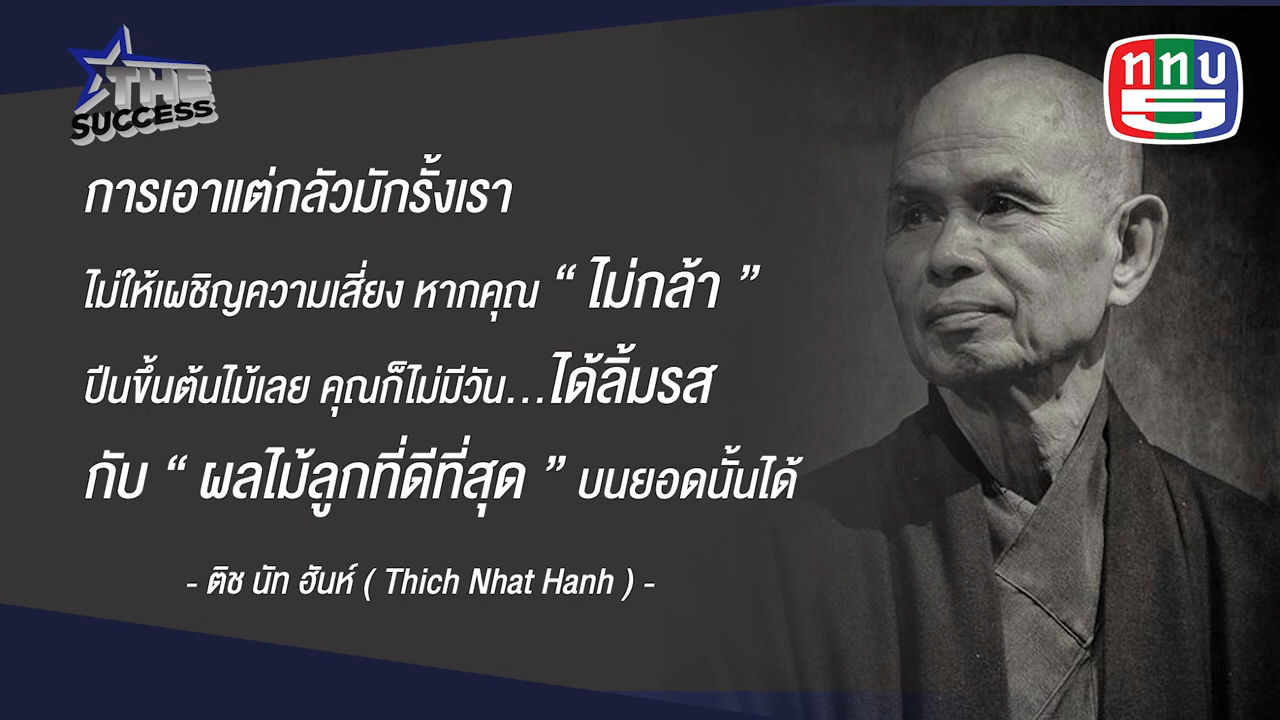 THE
SUCCESS
ททบ
5
การเอาแต่กลัวมักรั้งเรา
ไม่ให้เผชิญความเสี่ยง หากคุณ “ ไม่กล้า ”
ปีนขึ้นต้นไม้เลย คุณก็ไม่มีวัน...ได้ลิ้มรส
กับ “ ผลไม้ลูกที่ดีที่สุด ” บนยอดนั้นได้
- ติช นัท ฮันห์ ( Thich Nhat Hanh ) -